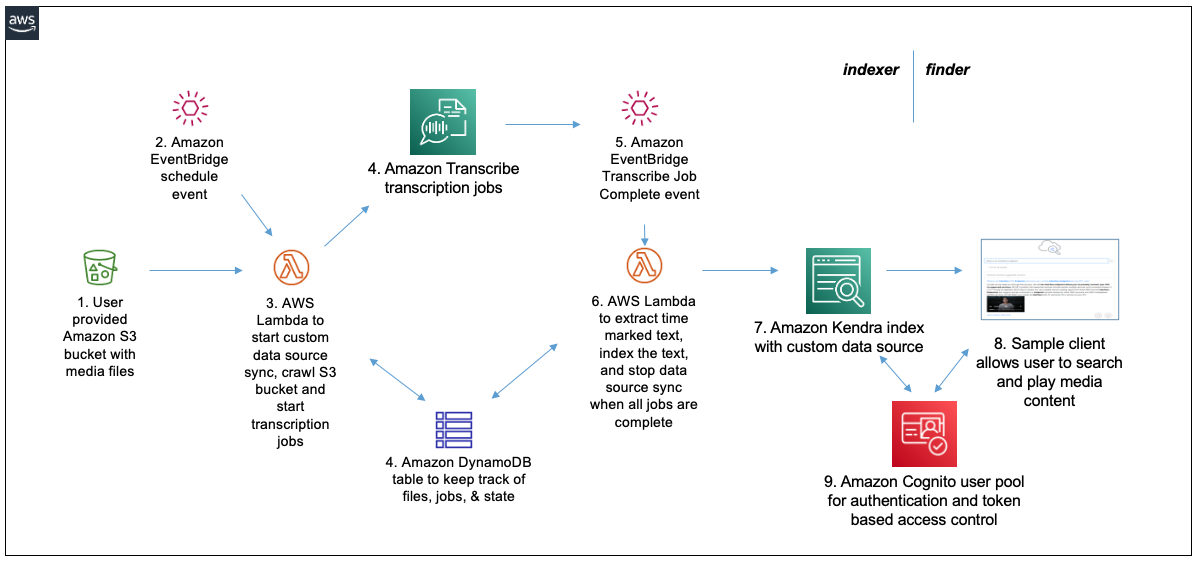 aws
indexer
finder
2. Amazon
EventBridge
schedule
event
4. Amazon Transcribe
transcription jobs
5. Amazon
EventBridge
Transcribe Job
Complete event
1. User
provided
Amazon S3
bucket with
media files
3. AWS
Lambda to
start custom
data source
sync, crawl S3
bucket and
start
transcription
jobs
4. Amazon DynamoDB
table to keep track of
files, jobs, & state
6. AWS Lambda
to extract time
marked text,
index the text,
and stop data
source sync
when all jobs are
complete
7. Amazon Kendra index
with custom data source
8. Sample client
allows user to search
and play media
content
9. Amazon Cognito user pool
for authentication and token
based access control